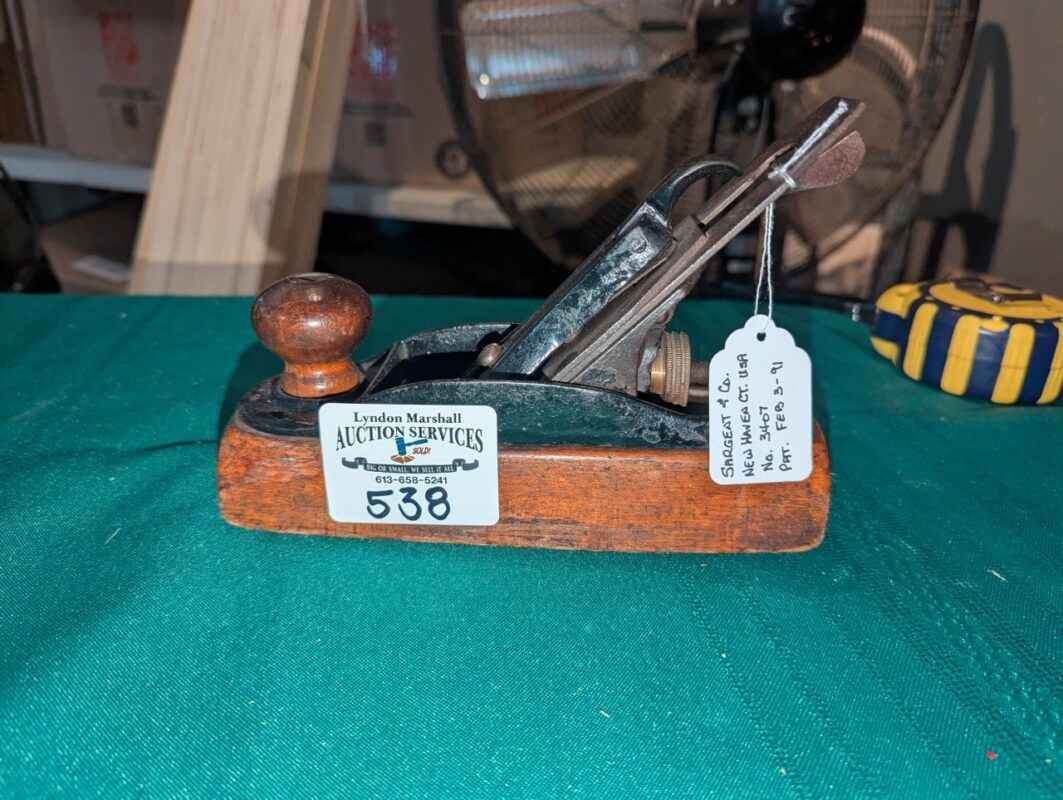 Lyndon Marshall
AUCTION SERVICES
SOLD!
BIG OR SMALL, WE SELL IT ALL
613-658-5241
538
SARGEAT & CO.
NEW HAVEN CT. USA
No. 3407
PAT. FEB 3-91